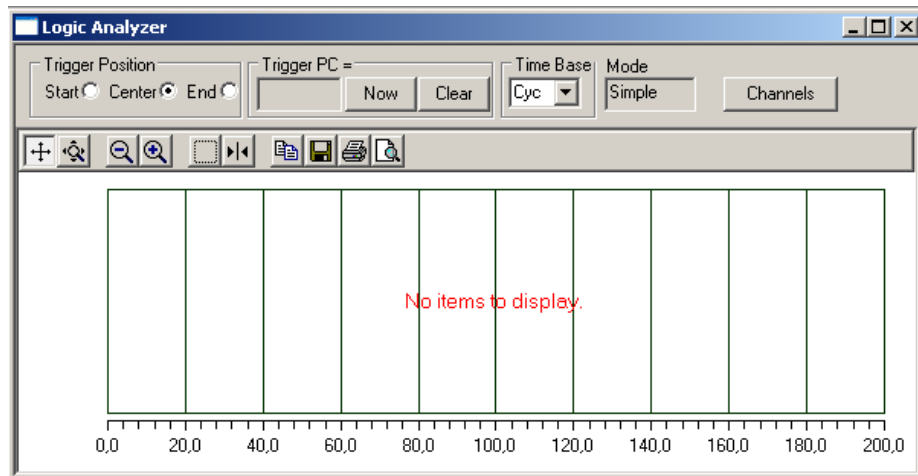 Logic Analyzer
Trigger Position
Start Center End
Trigger PC =
Now Clear
Time Base
Cyc
Mode
Simple
Channels
No items to display.
0,0 20,0 40,0 60,0 80,0 100,0 120,0 140,0 160,0 180,0 200,0